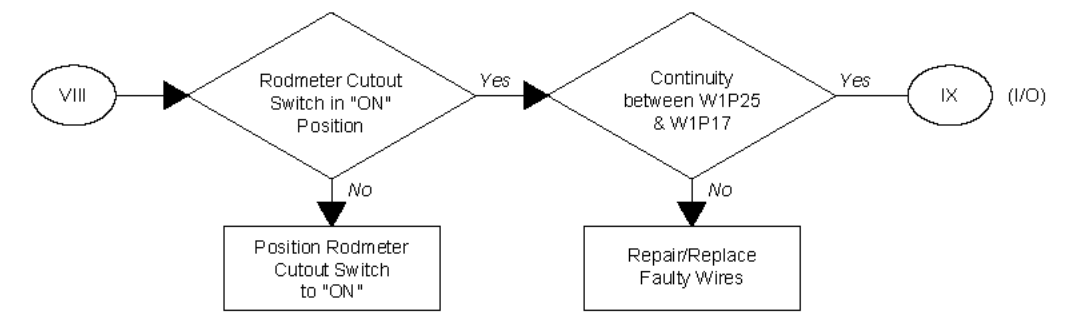 VIII
Rodmeter Cutout
Switch in "ON"
Position
Yes
No
Position Rodmeter
Cutout Switch
to "ON"
Continuity
between W1P25
& W1P17
Yes
No
Repair/Replace
Faulty Wires
IX
(I/O)